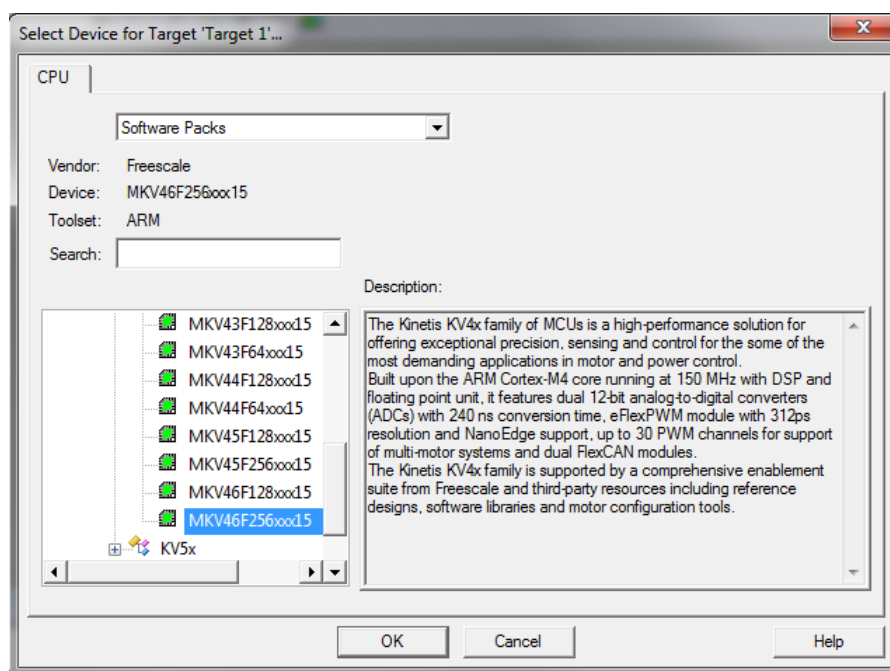 Select Device for Target 'Target 1'...
CPU
Software Packs
Vendor: Freescale
Device: MKV46F256xxx15
Toolset: ARM
Search:
Description:
MKV43F128xxx15
MKV43F64xxx15
MKV44F128xxx15
MKV44F64xxx15
MKV45F128xxx15
MKV45F256xxx15
MKV46F128xxx15
MKV46F256xxx15
KV5x
The Kinetis KV4x family of MCUs is a high-performance solution for
offering exceptional precision, sensing and control for the some of the
most demanding applications in motor and power control.
Built upon the ARM Cortex-M4 core running at 150 MHz with DSP and
floating point unit, it features dual 12-bit analog-to-digital converters
(ADCs) with 240 ns conversion time, eFlexPWM module with 312ps
resolution and NanoEdge support, up to 30 PWM channels for support
of multi-motor systems and dual FlexCAN modules.
The Kinetis KV4x family is supported by a comprehensive enablement
suite from Freescale and third-party resources including reference
designs, software libraries and motor configuration tools.
OK
Cancel
Help